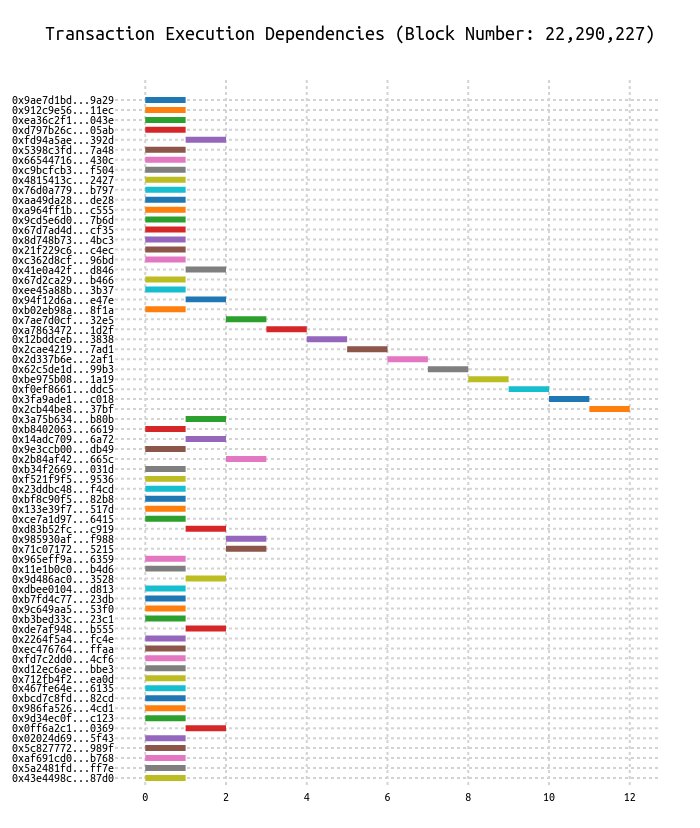 Transaction Execution Dependencies (Block Number: 22,290,227)
0x9ae7d1bd...9a29
0x912c9e56...11ec
0xea36c2f1...043e
0xd797b26c...05ab
0xfd94a5ae...392d
0x5398c3fd...7a48
0x66544716...430c
0xc9bcfcb3...f504
0x4815413c...2427
0x76d0a779...b797
0xaa49da28...de28
0xa964ff1b...c555
0x9cd5e6d0...7b6d
0x67d7ad4d...cf35
0x8d748b73...4bc3
0x21f229c6...c4ec
0xc362d8cf...96bd
0x41e0a42f...d846
0x67d2ca29...b466
0xee45a88b...3b37
0x94f12d6a...e47e
0xb02eb98a...8f1a
0x7ae7d0cf...32e5
0xa7863472...1d2f
0x12bddceb...3838
0x2cae4219...7ad1
0x2d337b6e...2af1
0x62c5de1d...99b3
0xbe975b08...1a19
0xf0ef8661...ddc5
0x3fa9ade1...c018
0x2cb44be8...37bf
0x3a75b634...b80b
0xb8402063...6619
0x14adc709...6a72
0x9e3ccb00...db49
0x2b84af42...665c
0xb34f2669...031d
0xf521f9f5...9536
0x23ddbc48...f4cd
0xbf8c90f5...82b8
0x133e39f7...517d
0xce7a1d97...6415
0xd83b52fc...c919
0x985930af...f988
0x71c07172...5215
0x965eff9a...6359
0x11e1b0c0...b4d6
0x9d486ac0...3528
0xdbee0104...d813
0xb7fd4c77...23db
0x9c649aa5...53f0
0xb3bed33c...23c1
0xde7af948...b555
0x2264f5a4...fc4e
0xec476764...ffaa
0xfd7c2dd0...4cf6
0xd12ec6ae...bbe3
0x712fb4f2...ea0d
0x467fe64e...6135
0xbcd7c8fd...82cd
0x986fa526...4cd1
0x9d34ec0f...c123
0x0ff6a2c1...0369
0x02024d69...5f43
0x5c827772...989f
0xaf691cd0...b768
0x5a2481fd...ff7e
0x43e4498c...87d0
0 2 4 6 8 10 12